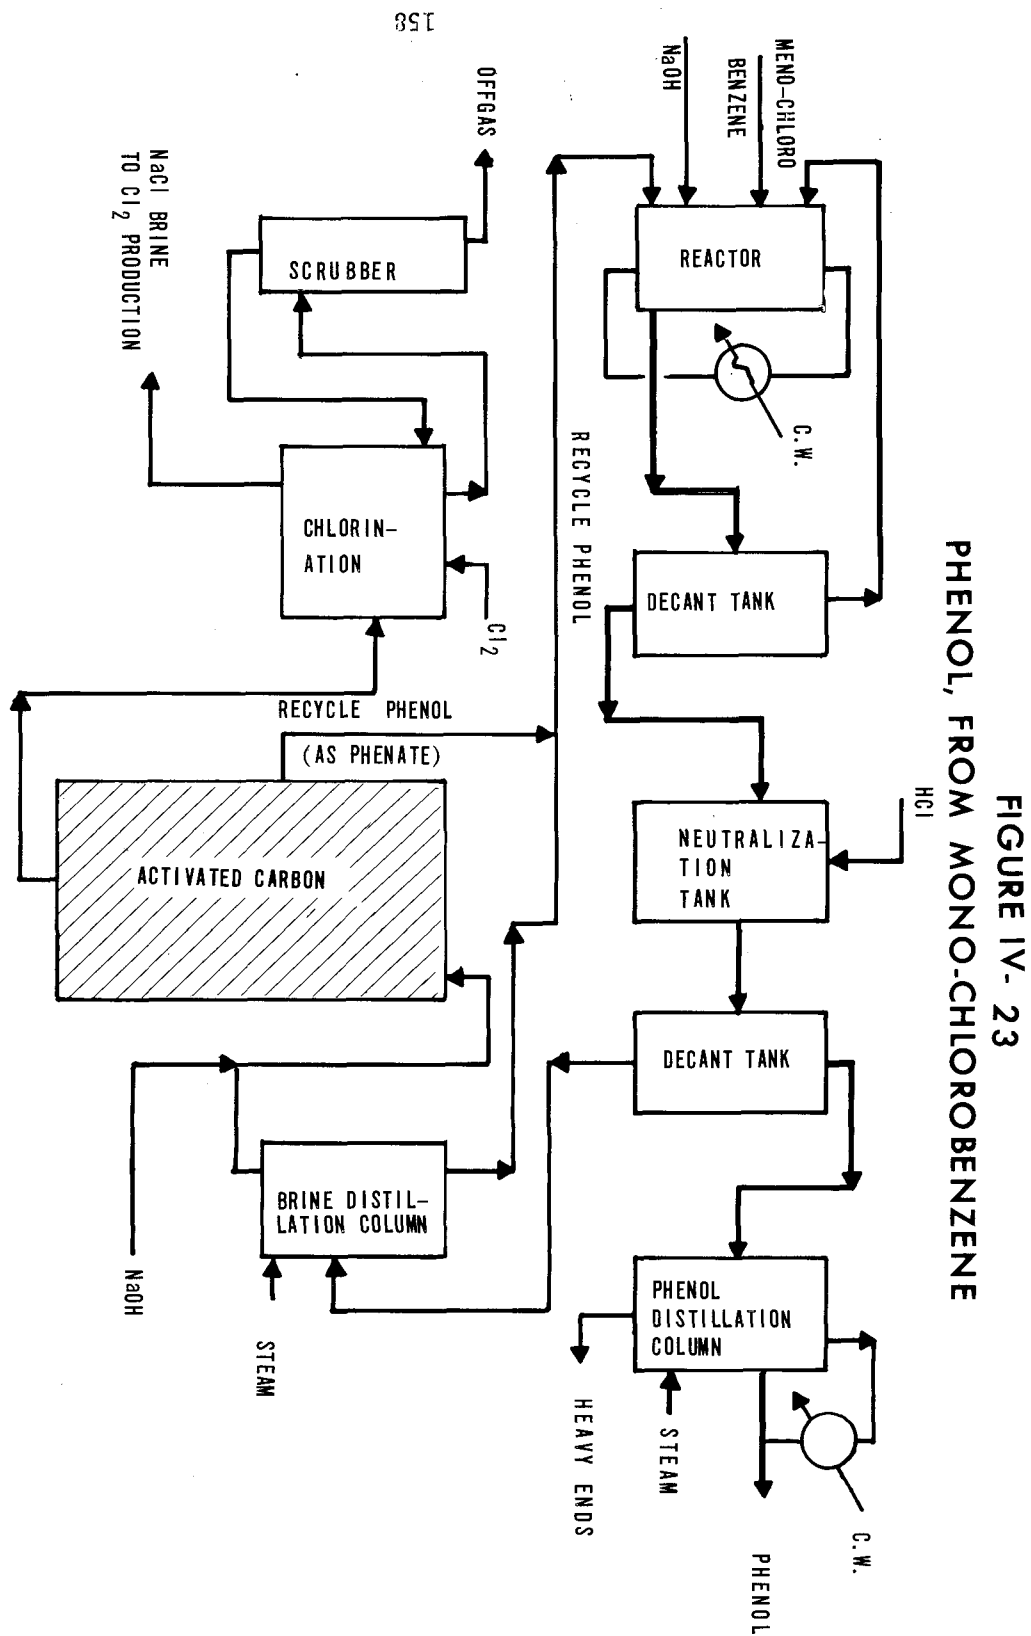 FIGURE IV- 23
PHENOL, FROM MONO-CHLOROBENZENE
MENO-CHLORO
BENZENE
NaOH
REACTOR
C.W.
DECANT TANK
HCl
NEUTRALIZA-
TION
TANK
DECANT TANK
PHENOL
DISTILLATION
COLUMN
C.W.
PHENOL
STEAM
HEAVY ENDS
RECYCLE PHENOL
OFFGAS
SCRUBBER
NaCl BRINE
TO Cl2 PRODUCTION
CHLORIN-
ATION
Cl2
RECYCLE PHENOL
(AS PHENATE)
ACTIVATED CARBON
BRINE DISTIL-
LATION COLUMN
NaOH
STEAM
158